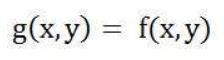 g(x,y) = f(x,y)